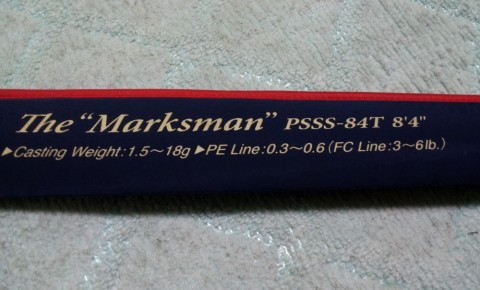 The “Marksman” PSSS-84T 8'4"
▶Casting Weight:1.5〜18g ▶PE Line:0.3〜0.6(FC Line:3〜6lb.)